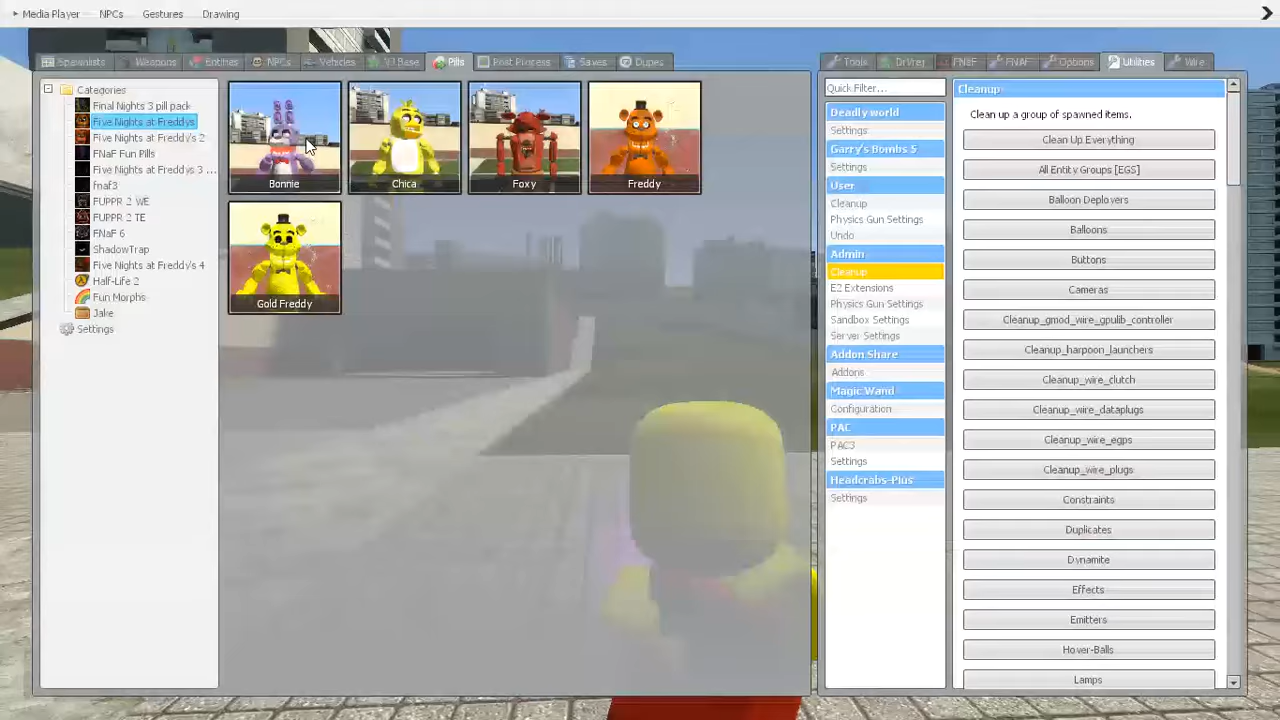 Media Player NPCs Gestures Drawing
Spawnlists Weapons Entities NPCs Vehicles Pills Post Process Saves Dupes
Categories
Final Nights 3 pill pack
Five Nights at Freddys
Five Nights at Freddy's 2
FNaF Fun Pills
Five Nights at Freddy's 3 ...
fnaf3
FUPPR 2 WE
FUPPR 2 TE
FNaF 6
ShadowTrap
Five Nights at Freddy's 4
Half-Life 2
Fun Morphs
Jake
Settings
Bonnie Chica Foxy Freddy
Gold Freddy
Tools DrVrej FNAF Options Utilities Wire
Quick Filter...
Deadly world
Settings
Garry's Bombs 5
Settings
User
Cleanup
Physics Gun Settings
Undo
Admin
Cleanup
E2 Extensions
Physics Gun Settings
Sandbox Settings
Server Settings
Addon Share
Addons
Magic Wand
Configuration
PAC
PAC3
Settings
Headcrabs-Plus
Settings
Cleanup
Clean up a group of spawned items.
Clean Up Everything
All Entity Groups [EGS]
Balloon Deployers
Balloons
Buttons
Cameras
Cleanup_gmod_wire_gpulib_controller
Cleanup_harpoon_launchers
Cleanup_wire_clutch
Cleanup_wire_dataplugs
Cleanup_wire_egps
Cleanup_wire_plugs
Constraints
Duplicates
Dynamite
Effects
Emitters
Hover-Balls
Lamps